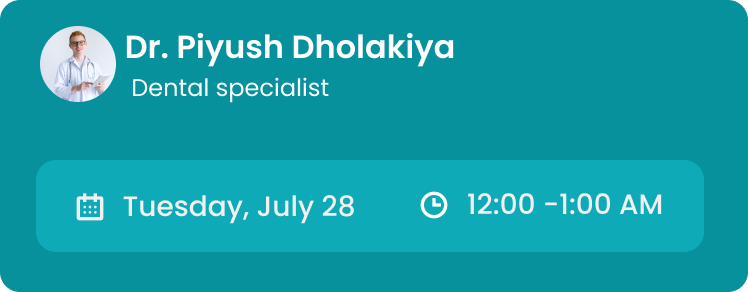 Dr. Piyush Dholakiya
Dental specialist
Tuesday, July 28
12:00 -1:00 AM